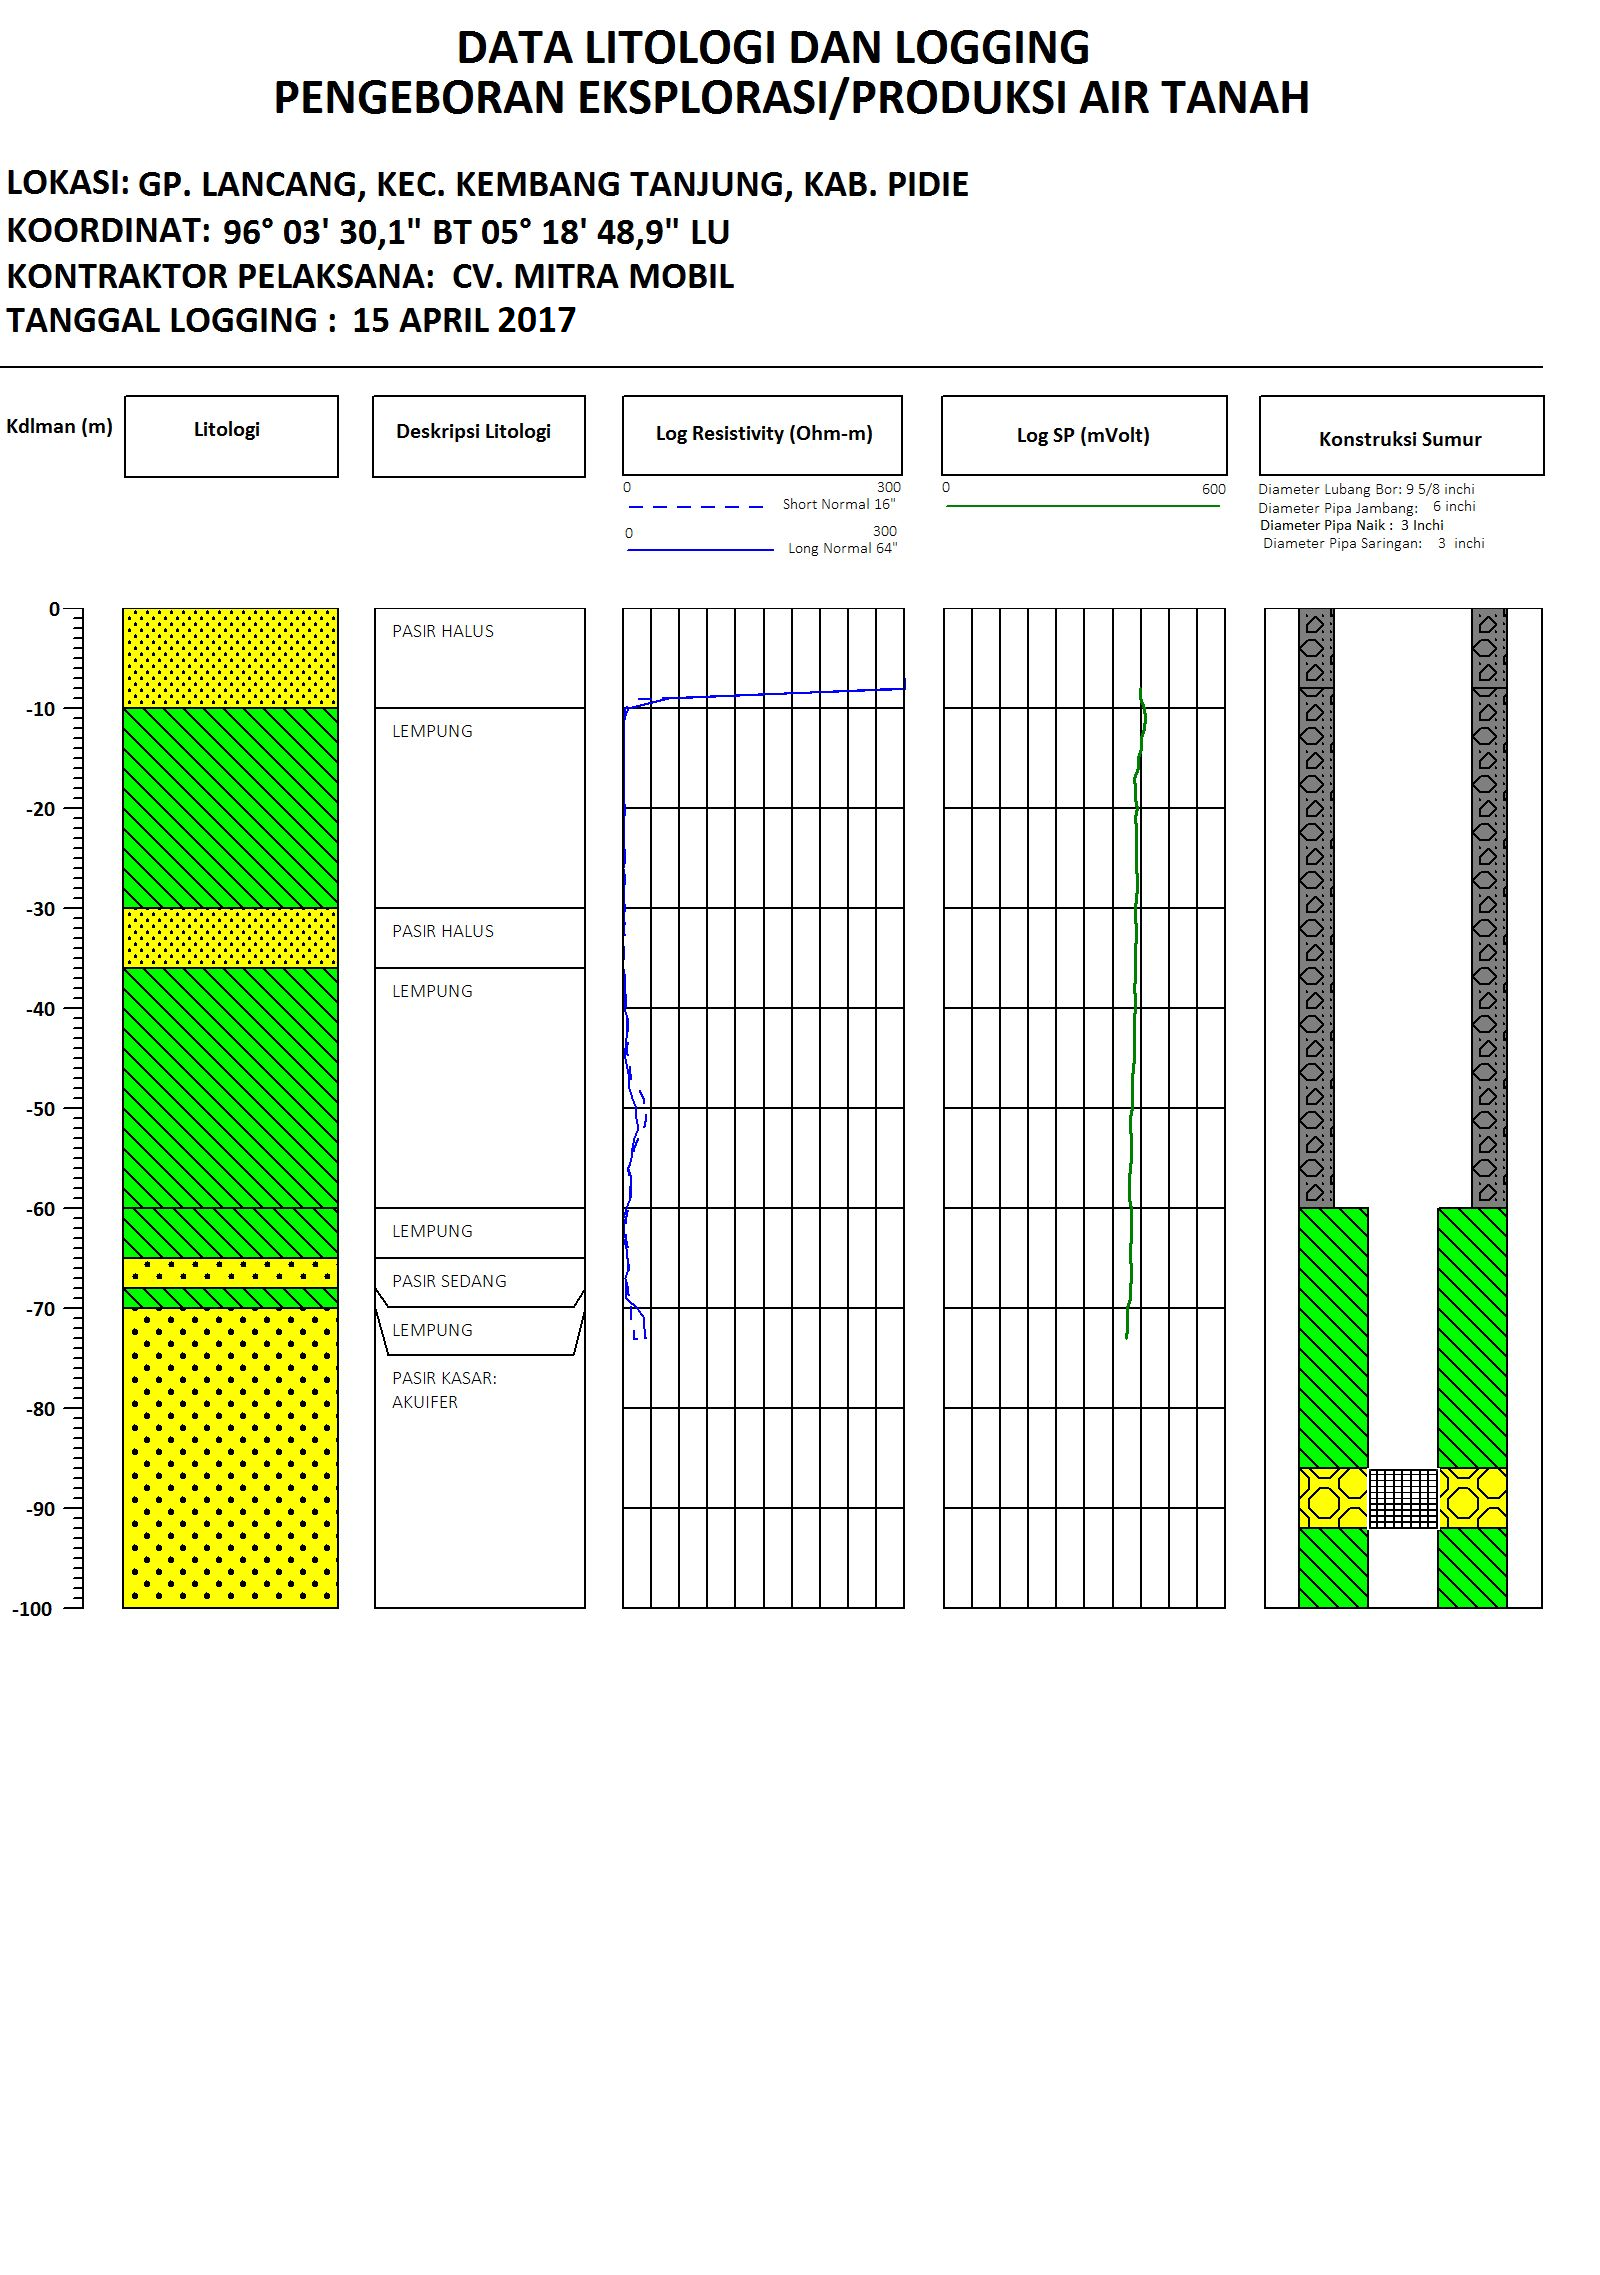 DATA LITOLOGI DAN LOGGING
PENGEBORAN EKSPLORASI/PRODUKSI AIR TANAH
LOKASI: GP. LANCANG, KEC. KEMBANG TANJUNG, KAB. PIDIE
KOORDINAT: 96° 03' 30,1" BT 05° 18' 48,9" LU
KONTRAKTOR PELAKSANA: CV. MITRA MOBIL
TANGGAL LOGGING : 15 APRIL 2017
Kdlman (m)
Litologi
Deskripsi Litologi
Log Resistivity (Ohm-m)
Log SP (mVolt)
Konstruksi Sumur
0 300
Short Normal 16"
0 300
Long Normal 64"
0 600
Diameter Lubang Bor: 9 5/8 inchi
Diameter Pipa Jambang: 6 inchi
Diameter Pipa Naik : 3 Inchi
Diameter Pipa Saringan: 3 inchi
0
-10
-20
-30
-40
-50
-60
-70
-80
-90
-100
PASIR HALUS
LEMPUNG
PASIR HALUS
LEMPUNG
LEMPUNG
PASIR SEDANG
LEMPUNG
PASIR KASAR:
AKUIFER